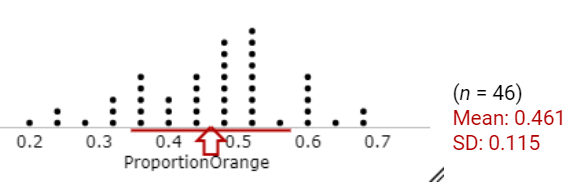 (n = 46)
Mean: 0.461
SD: 0.115
0.2 0.3 0.4 0.5 0.6 0.7
ProportionOrange